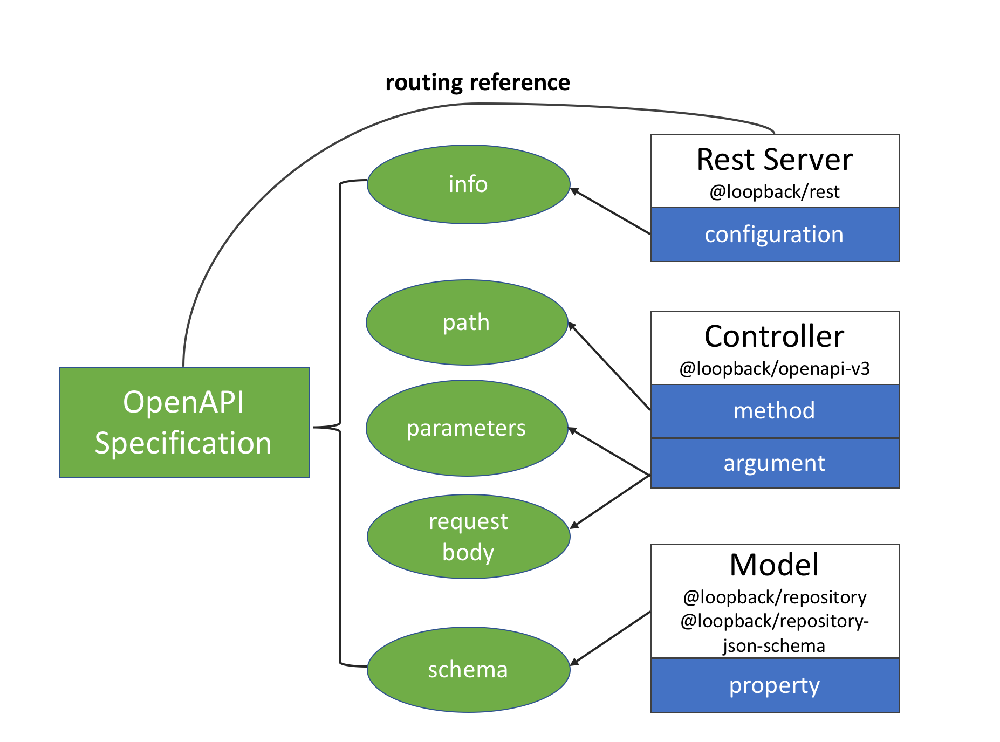 routing reference
OpenAPI
Specification
info
path
parameters
request
body
schema
Rest Server
@loopback/rest
configuration
Controller
@loopback/openapi-v3
method
argument
Model
@loopback/repository
@loopback/repository-
json-schema
property